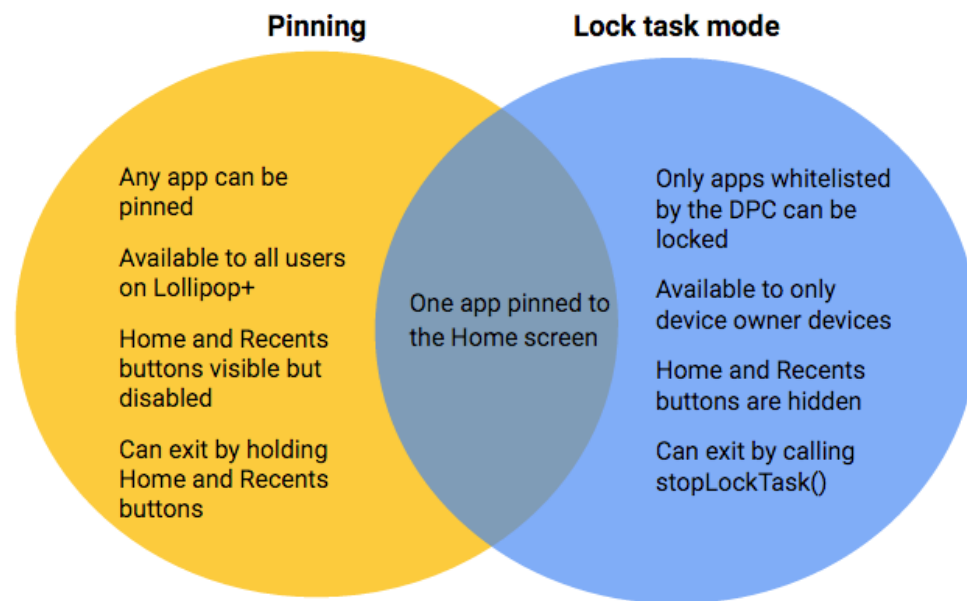 Pinning
Lock task mode
Any app can be
pinned
Available to all users
on Lollipop+
Home and Recents
buttons visible but
disabled
Can exit by holding
Home and Recents
buttons
One app pinned to
the Home screen
Only apps whitelisted
by the DPC can be
locked
Available to only
device owner devices
Home and Recents
buttons are hidden
Can exit by calling
stopLockTask()